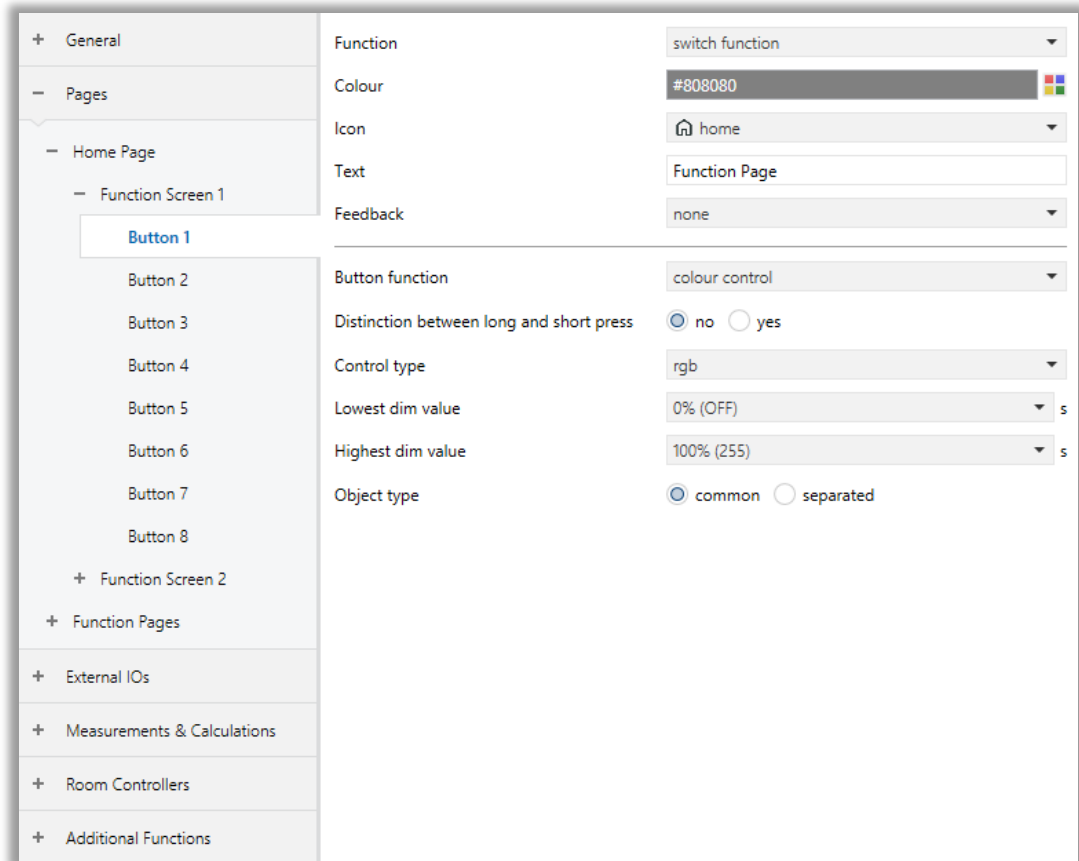 General
Pages
Home Page
Function Screen 1
Button 1
Button 2
Button 3
Button 4
Button 5
Button 6
Button 7
Button 8
Function Screen 2
Function Pages
External IOs
Measurements & Calculations
Room Controllers
Additional Functions
Function switch function
Colour #808080
Icon home
Text Function Page
Feedback none
Button function colour control
Distinction between long and short press no yes
Control type rgb
Lowest dim value 0% (OFF) s
Highest dim value 100% (255) s
Object type common separated